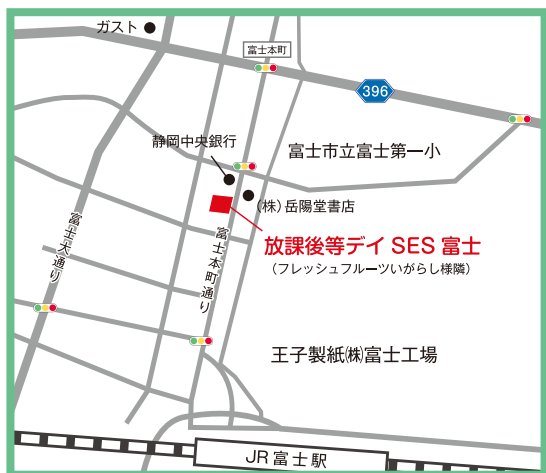 ガスト
富士本町
396
静岡中央銀行
富士市立富士第一小
(株)岳陽堂書店
放課後等デイ SES 富士
(フレッシュフルーツいがらし様隣)
富士大通り
富士本町通り
王子製紙㈱富士工場
JR富士駅